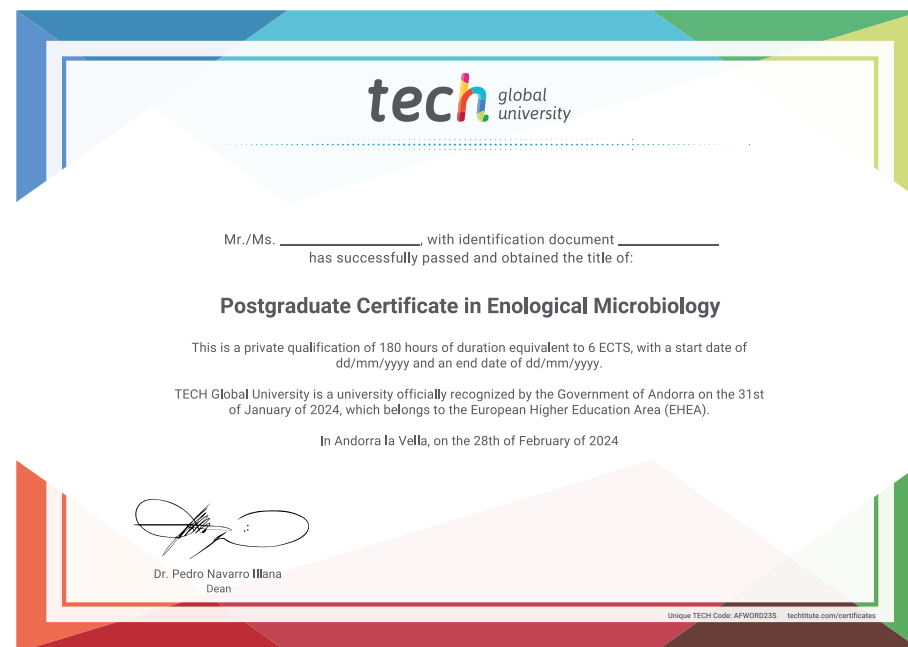 tech global
university
Mr./Ms. ____________, with identification document ____________
has successfully passed and obtained the title of:
Postgraduate Certificate in Enological Microbiology
This is a private qualification of 180 hours of duration equivalent to 6 ECTS, with a start date of
dd/mm/yyyy and an end date of dd/mm/yyyy.
TECH Global University is a university officially recognized by the Government of Andorra on the 31st
of January of 2024, which belongs to the European Higher Education Area (EHEA).
In Andorra la Vella, on the 28th of February of 2024
Dr. Pedro Navarro Illana
Dean
Unique TECH Code: AFWORD23S techtitute.com/certificates